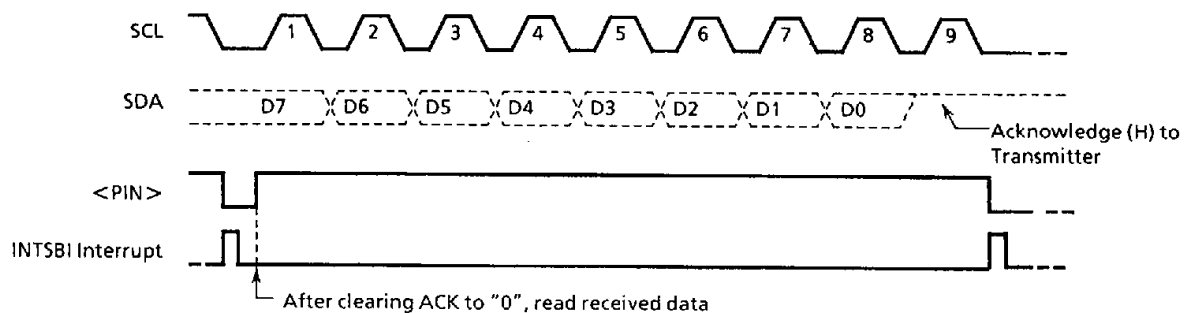 SCL 1 2 3 4 5 6 7 8 9
SDA D7 D6 D5 D4 D3 D2 D1 D0
Acknowledge (H) to
Transmitter
<PIN>
INTSBI Interrupt
After clearing ACK to "0", read received data